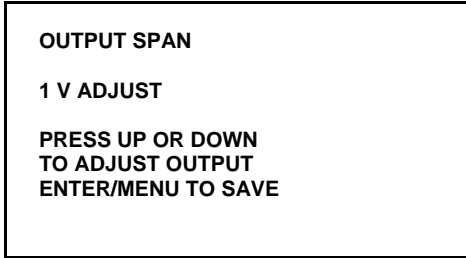 OUTPUT SPAN
1 V ADJUST
PRESS UP OR DOWN
TO ADJUST OUTPUT
ENTER/MENU TO SAVE